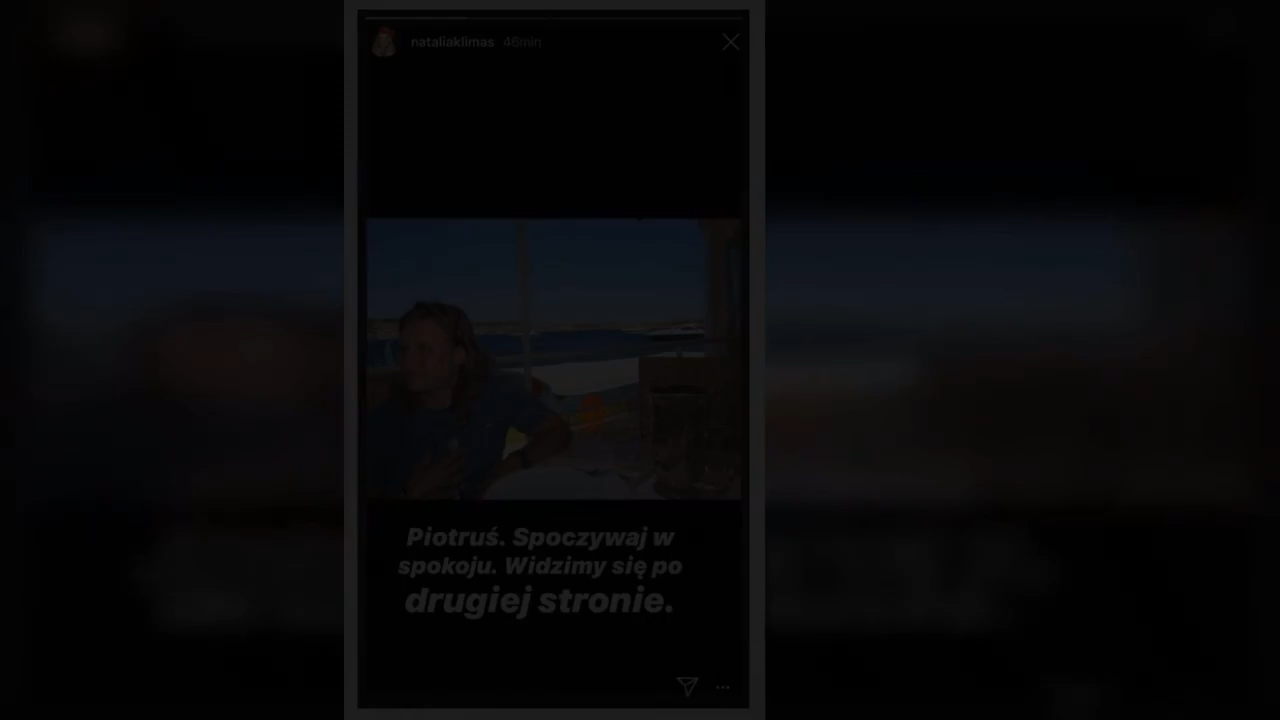 nataliaklimas 46min
Piotruś. Spoczywaj w
spokoju. Widzimy się po
drugiej stronie.